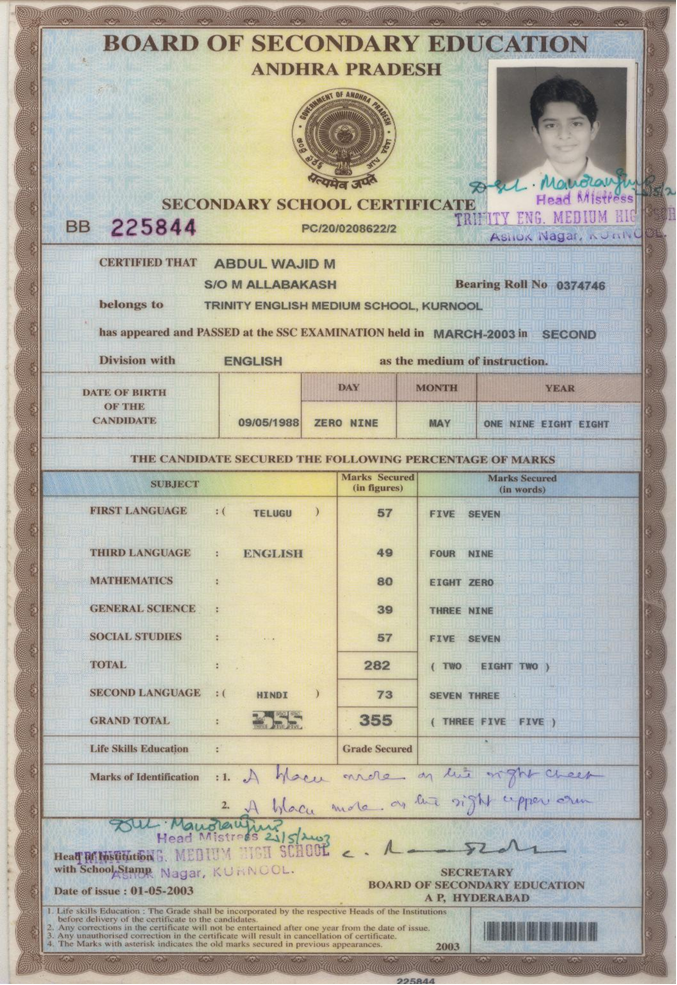 BOARD OF SECONDARY EDUCATION
ANDHRA PRADESH
GOVERNMENT OF ANDHRA PRADESH
सत्यमेव जयते
SECONDARY SCHOOL CERTIFICATE
BB 225844 PC/20/0208622/2
Head Mistress
TRINITY ENG. MEDIUM HIGH SCH
Ashok Nagar, KURNOOL.
CERTIFIED THAT ABDUL WAJID M
S/O M ALLABAKASH Bearing Roll No 0374746
belongs to TRINITY ENGLISH MEDIUM SCHOOL, KURNOOL
has appeared and PASSED at the SSC EXAMINATION held in MARCH-2003 in SECOND
Division with ENGLISH as the medium of instruction.
DATE OF BIRTH OF THE CANDIDATE DAY MONTH YEAR
09/05/1988 ZERO NINE MAY ONE NINE EIGHT EIGHT
THE CANDIDATE SECURED THE FOLLOWING PERCENTAGE OF MARKS
SUBJECT Marks Secured (in figures) Marks Secured (in words)
FIRST LANGUAGE : ( TELUGU ) 57 FIVE SEVEN
THIRD LANGUAGE : ENGLISH 49 FOUR NINE
MATHEMATICS : 80 EIGHT ZERO
GENERAL SCIENCE : 39 THREE NINE
SOCIAL STUDIES : 57 FIVE SEVEN
TOTAL : 282 ( TWO EIGHT TWO )
SECOND LANGUAGE : ( HINDI ) 73 SEVEN THREE
GRAND TOTAL : 355 355 ( THREE FIVE FIVE )
Life Skills Education : Grade Secured
Marks of Identification : 1. A black mole on the right cheek
2. A black mole on the right upper arm
Head Mistress
TRINITY ENG. MEDIUM HIGH SCHOOL
Ashok Nagar, KURNOOL.
Head of Institution
with School Stamp
Date of issue : 01-05-2003
SECRETARY
BOARD OF SECONDARY EDUCATION
A P, HYDERABAD
1. Life skills Education : The Grade shall be incorporated by the respective Heads of the Institutions
before delivery of the certificate to the candidates.
2. Any corrections in the certificate will not be entertained after one year from the date of issue.
3. Any unauthorised correction in the certificate will result in cancellation of certificate.
4. The Marks with asterisk indicates the old marks secured in previous appearances. 2003
225844